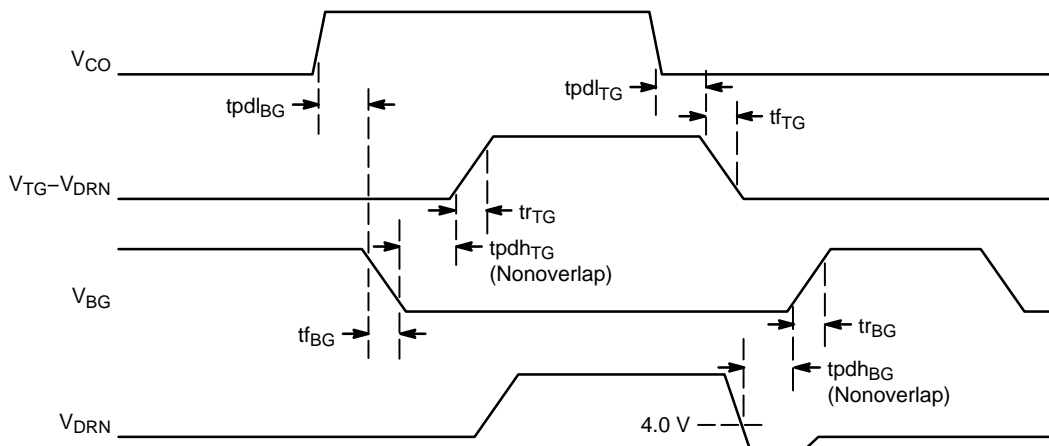 V_CO
tpdl_BG
tpdl_TG
tf_TG
V_TG–V_DRN
tr_TG
tpdh_TG
(Nonoverlap)
V_BG
tf_BG
tr_BG
tpdh_BG
(Nonoverlap)
4.0 V
V_DRN